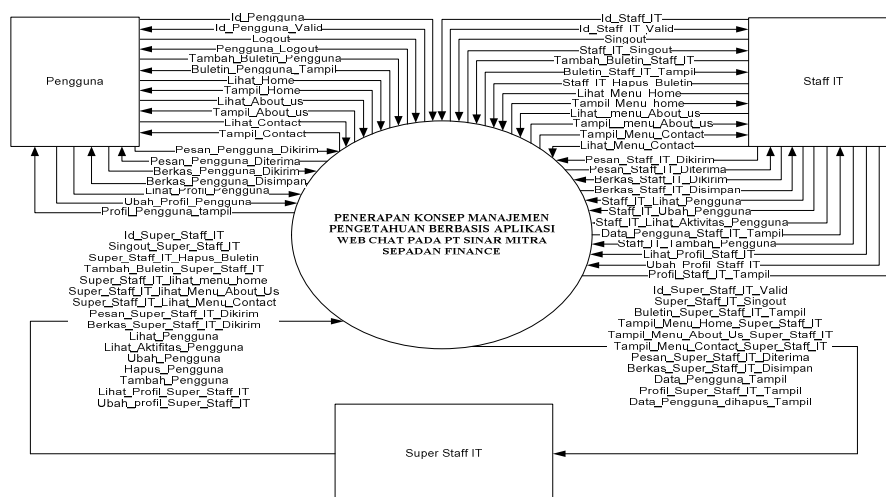 Id_Pengguna
Id_Pengguna_Valid
Logout
Pengguna_Logout
Tambah_Buletin_Pengguna
Buletin_Pengguna_Tampil
Lihat_Home
Tampil_Home
Lihat_About_us
Tampil_About_us
Lihat_Contact
Tampil_Contact
Pengguna
Pesan_Pengguna_Dikirim
Pesan_Pengguna_Diterima
Berkas_Pengguna_Dikirim
Berkas_Pengguna_Disimpan
Lihat_Profil_Pengguna
Ubah_Profil_Pengguna
Profil_Pengguna_tampil
Id_Staff_IT
Id_Staff_IT_Valid
Singout
Staff_IT_Singout
Tambah_Buletin_Staff_IT
Buletin_Staff_IT_Tampil
Staff_IT_Hapus_Buletin
Lihat_Menu_Home
Tampil_Menu_home
Lihat__menu_About_us
Tampil__menu_About_us
Tampil_Menu_Contact
Lihat_Menu_Contact
Staff IT
Pesan_Staff_IT_Dikirim
Pesan_Staff_IT_Diterima
Berkas_Staff_IT_Dikirim
Berkas_Staff_IT_Disimpan
Staff_IT_Lihat_Pengguna
Staff_IT_Ubah_Pengguna
Staff_IT_Lihat_Aktivitas_Pengguna
Data_Pengguna_Staff_IT_Tampil
Staff_IT_Tambah_Pengguna
Lihat_Profil_Staff_IT
Ubah_Profil_Staff_IT
Profil_Staff_IT_Tampil
PENERAPAN KONSEP MANAJEMEN
PENGETAHUAN BERBASIS APLIKASI
WEB CHAT PADA PT SINAR MITRA
SEPADAN FINANCE
Id_Super_Staff_IT
Singout_Super_Staff_IT
Super_Staff_IT_Hapus_Buletin
Tambah_Buletin_Super_Staff_IT
Super_Staff_IT_lihat_menu_home
Super_Staff_IT_lihat_Menu_About_Us
Super_Staff_IT_Lihat_Menu_Contact
Pesan_Super_Staff_IT_Dikirim
Berkas_Super_Staff_IT_Dikirim
Lihat_Pengguna
Lihat_Aktifitas_Pengguna
Ubah_Pengguna
Hapus_Pengguna
Tambah_Pengguna
Lihat_Profil_Super_Staff_IT
Ubah_profil_Super_Staff_IT
Id_Super_Staff_IT_Valid
Super_Staff_IT_Singout
Buletin_Super_Staff_IT_Tampil
Tampil_Menu_Home_Super_Staff_IT
Tampil_Menu_About_Us_Super_Staff_IT
Tampil_Menu_Contact_Super_Staff_IT
Pesan_Super_Staff_IT_Diterima
Berkas_Super_Staff_IT_Disimpan
Data_Pengguna_Tampil
Profil_Super_Staff_IT_Tampil
Data_Pengguna_dihapus_Tampil
Super Staff IT